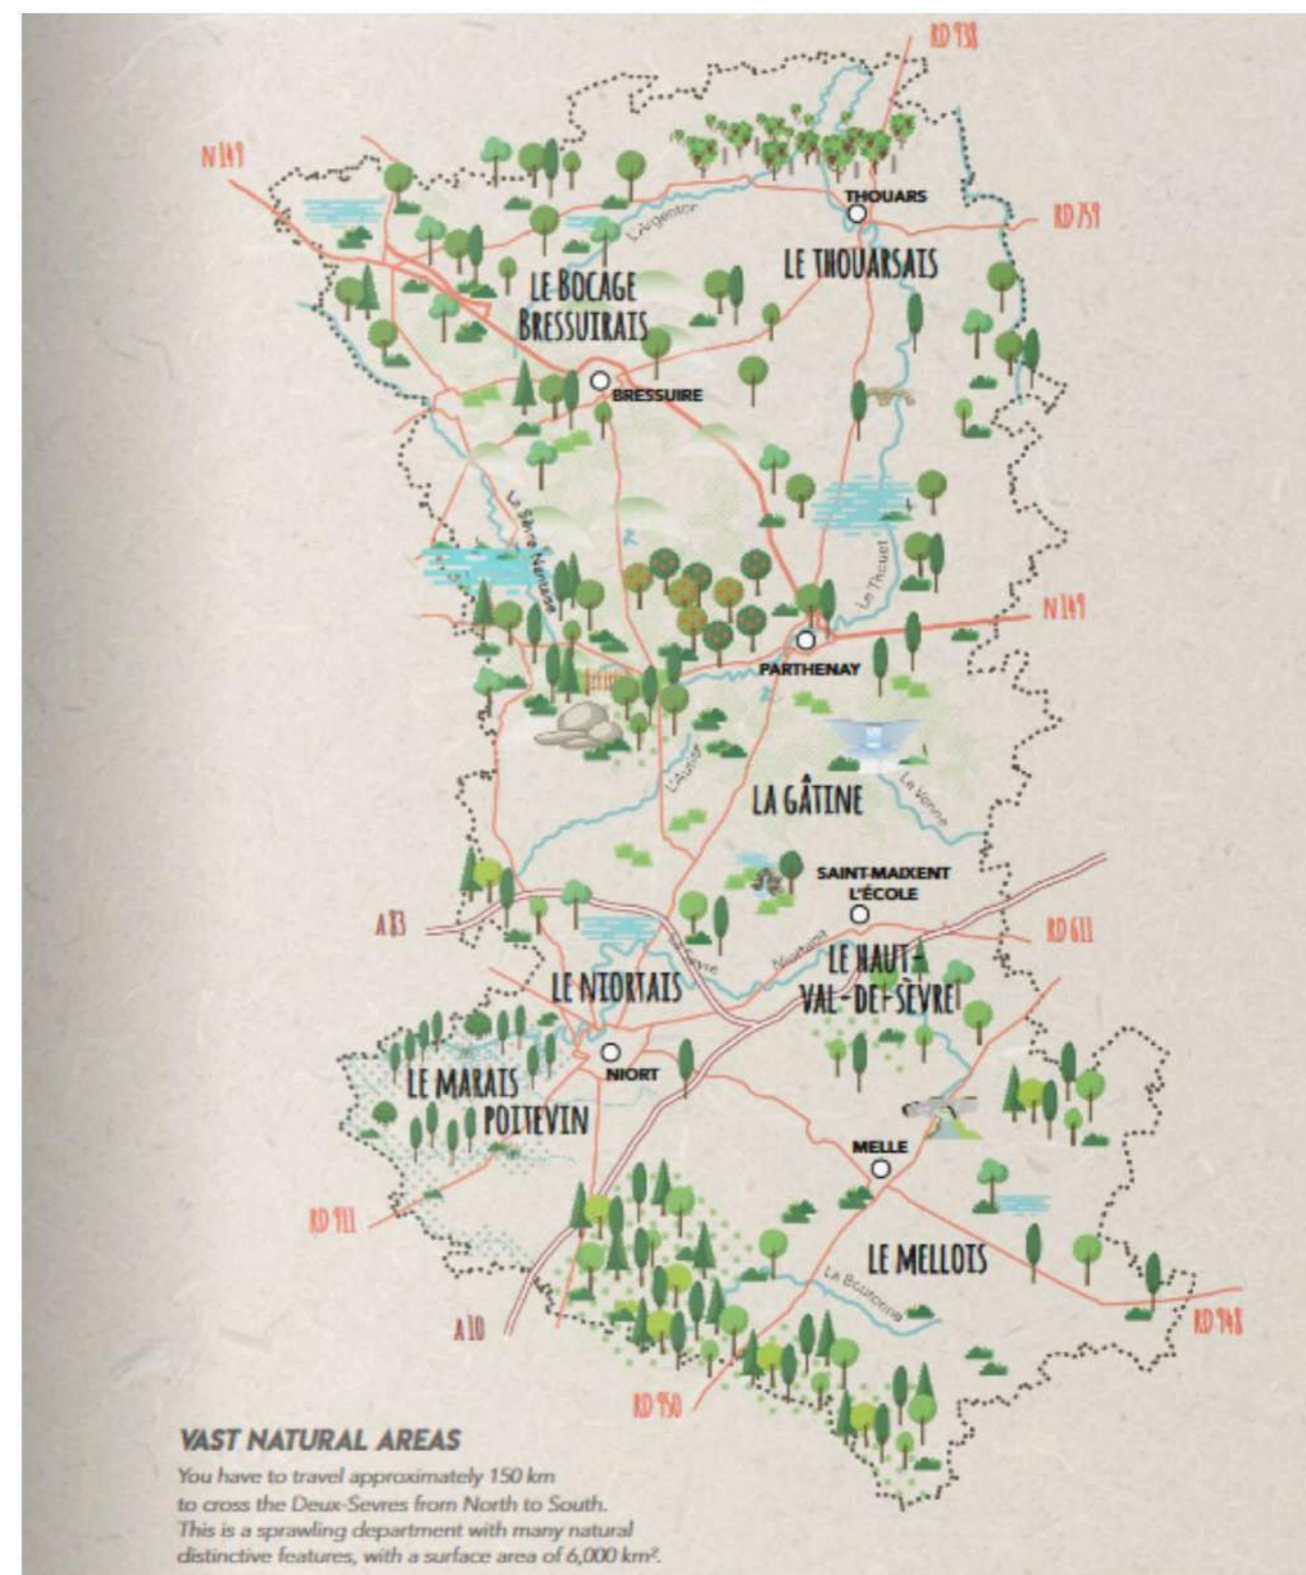 RD 938
N 149
THOUARS
RD 759
L'Argenton
LE THOUARSAIS
LE BOCAGE
BRESSUIRAIS
BRESSUIRE
La Sèvre Nantaise
Le Thouet
N 149
PARTHENAY
L'Autize
LA GÂTINE
La Vonne
SAINT-MAIXENT
L'ÉCOLE
A 83
RD 611
La Sèvre Niortaise
LE HAUT-
VAL-DE-SÈVRE
LE NIORTAIS
NIORT
LE MARAIS
POITEVIN
MELLE
RD 911
LE MELLOIS
La Boutonne
A 10
RD 948
RD 950
VAST NATURAL AREAS
You have to travel approximately 150 km
to cross the Deux-Sevres from North to South.
This is a sprawling department with many natural
distinctive features, with a surface area of 6,000 km².